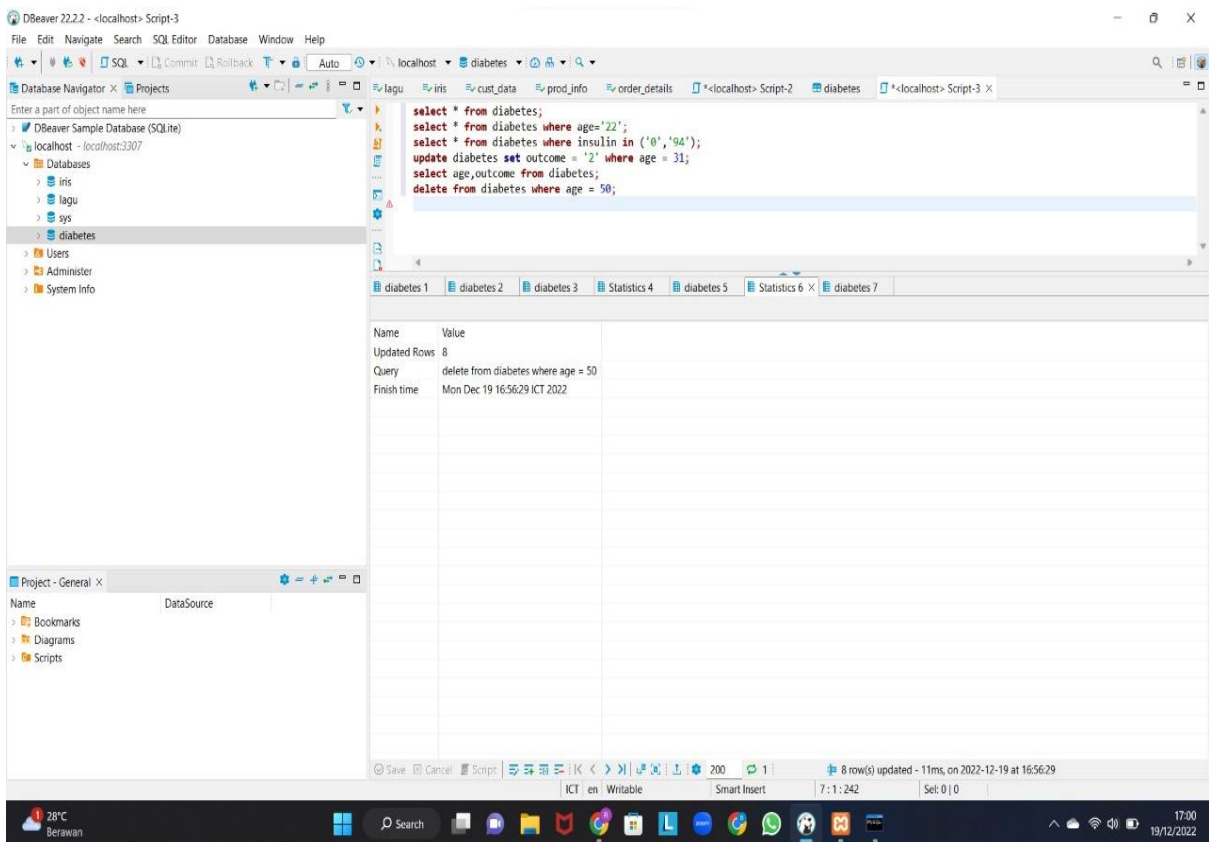 DBeaver 22.2.2 - <localhost> Script-3
File Edit Navigate Search SQL Editor Database Window Help
SQL Commit Rollback Auto localhost diabetes
Database Navigator Projects lagu iris cust_data prod_info order_details *<localhost> Script-2 diabetes *<localhost> Script-3
Enter a part of object name here
DBeaver Sample Database (SQLite)
localhost - localhost:3307
Databases
iris
lagu
sys
diabetes
Users
Administer
System Info
select * from diabetes;
select * from diabetes where age='22';
select * from diabetes where insulin in ('0','94');
update diabetes set outcome = '2' where age = 31;
select age,outcome from diabetes;
delete from diabetes where age = 50;
diabetes 1 diabetes 2 diabetes 3 Statistics 4 diabetes 5 Statistics 6 diabetes 7
Name Value
Updated Rows 8
Query delete from diabetes where age = 50
Finish time Mon Dec 19 16:56:29 ICT 2022
Project - General
Name DataSource
Bookmarks
Diagrams
Scripts
Save Cancel Script 200 1 8 row(s) updated - 11ms, on 2022-12-19 at 16:56:29
ICT en Writable Smart Insert 7 : 1 : 242 Sel: 0 | 0
1 28°C
Berawan
Search
zoom
17:00
19/12/2022